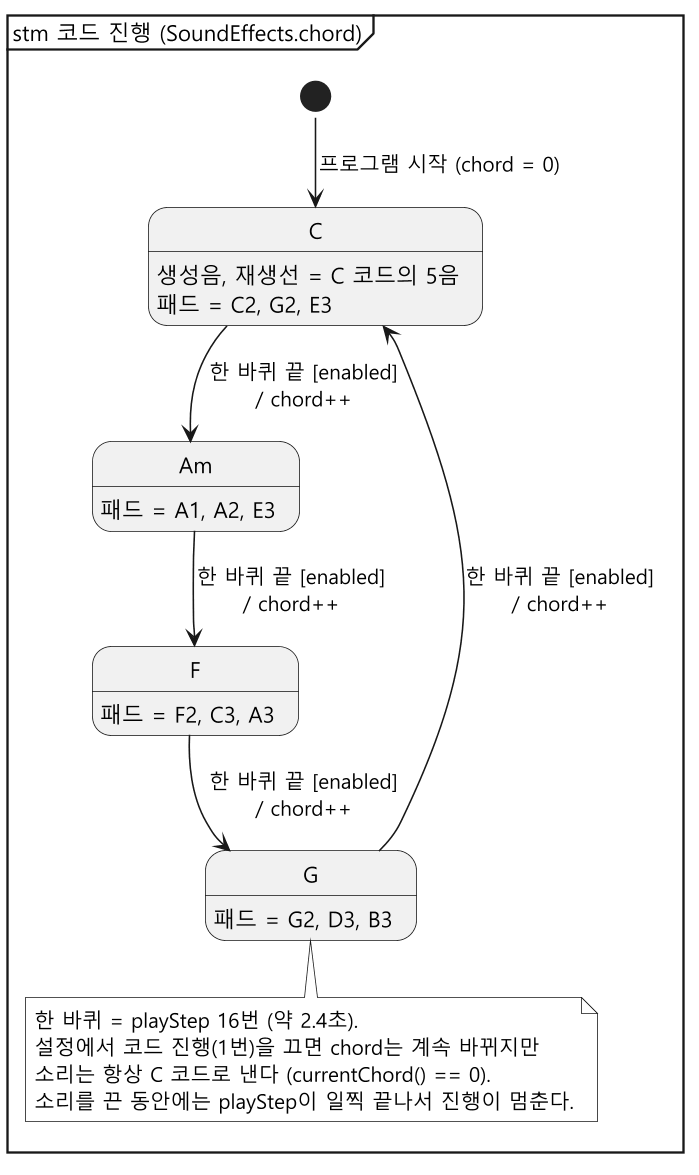 stm 코드 진행 (SoundEffects.chord)
프로그램 시작 (chord = 0)
C
생성음, 재생선 = C 코드의 5음
패드 = C2, G2, E3
한 바퀴 끝 [enabled]
/ chord++
Am
패드 = A1, A2, E3
한 바퀴 끝 [enabled]
/ chord++
한 바퀴 끝 [enabled]
/ chord++
F
패드 = F2, C3, A3
한 바퀴 끝 [enabled]
/ chord++
G
패드 = G2, D3, B3
한 바퀴 = playStep 16번 (약 2.4초).
설정에서 코드 진행(1번)을 끄면 chord는 계속 바뀌지만
소리는 항상 C 코드로 낸다 (currentChord() == 0).
소리를 끈 동안에는 playStep이 일찍 끝나서 진행이 멈춘다.